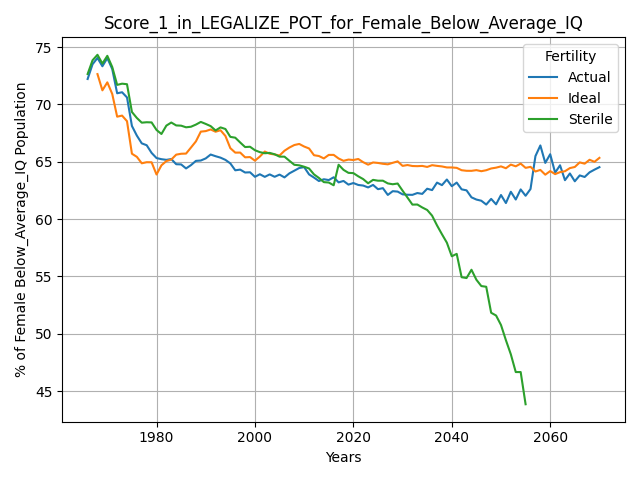 Score_1_in_LEGALIZE_POT_for_Female_Below_Average_IQ
% of Female Below_Average_IQ Population
75
70
65
60
55
50
45
Fertility
Actual
Ideal
Sterile
1980 2000 2020 2040 2060
Years